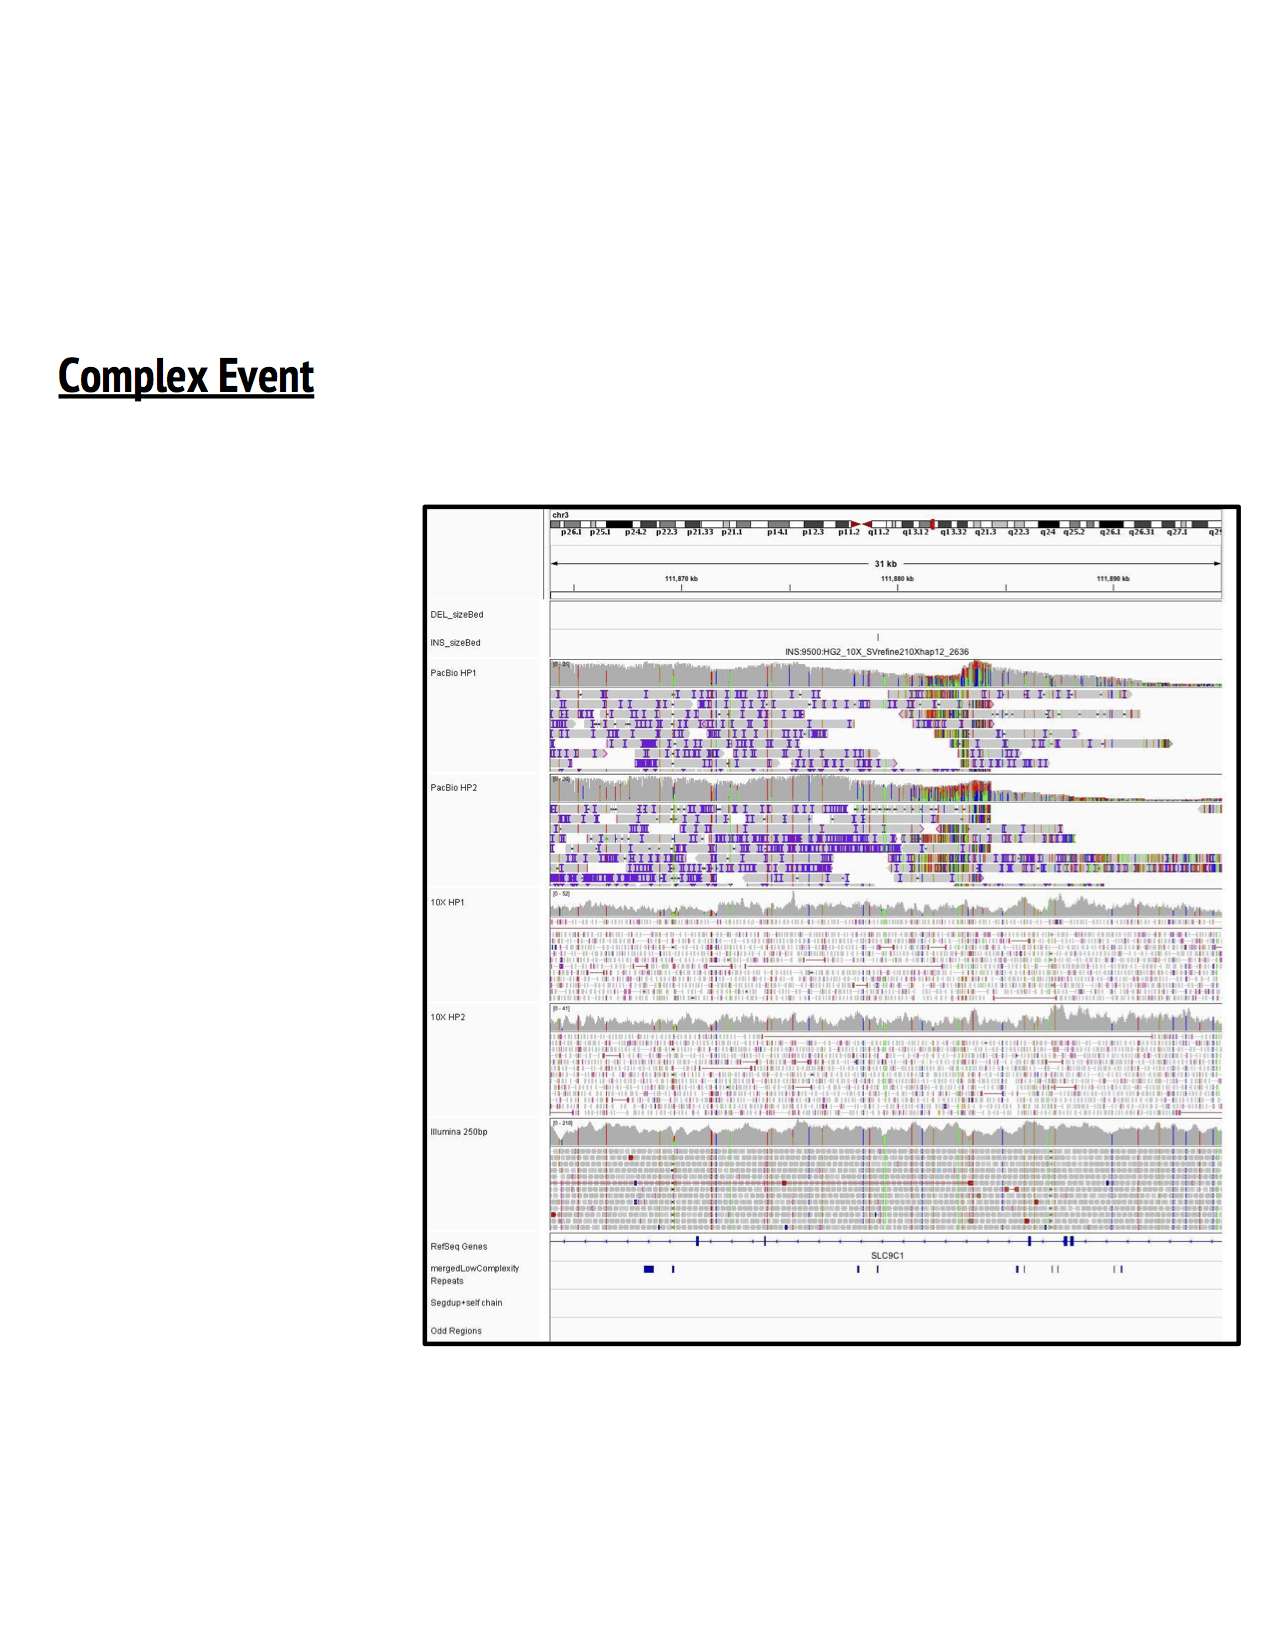 Complex Event
chr3
p26.1 p25.1 p24.2 p22.3 p21.33 p21.1 p14.1 p12.3 p11.2 q11.2 q13.12 q13.32 q21.3 q22.3 q24 q25.2 q26.1 q26.31 q27.1
31 kb
111,870 kb 111,880 kb 111,890 kb
DEL_sizeBed
INS_sizeBed
INS:9500:HG2_10X_SVrefine210Xhap12_2636
PacBio HP1
PacBio HP2
10X HP1
[0 - 52]
10X HP2
[0 - 41]
Illumina 250bp
[0 - 218]
RefSeq Genes
SLC9C1
mergedLowComplexity
Repeats
Segdup+self chain
Odd Regions